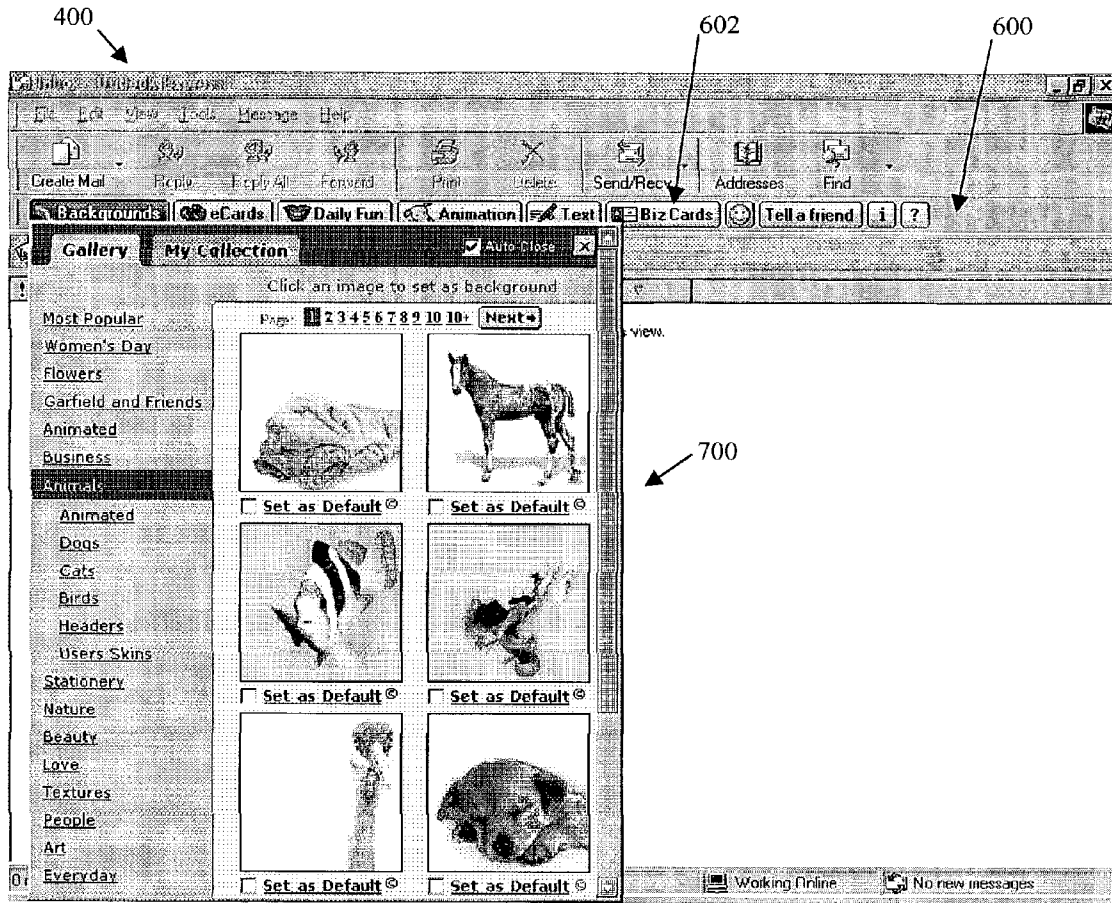 400
602
600
File Edit View Tools Message Help
Create Mail Reply Reply All Forward Print Delete Send/Recv Addresses Find
Backgrounds eCards Daily Fun Animation Text Biz Cards Tell a friend i ?
Gallery My Collection Auto-Close
Click an image to set as background
Page: 1 2 3 4 5 6 7 8 9 10 10+ Next
s view.
Most Popular
Women's Day
Flowers
Garfield and Friends
Animated
Business
Animals
Animated
Dogs
Cats
Birds
Headers
Users Skins
Stationery
Nature
Beauty
Love
Textures
People
Art
Everyday
Set as Default © Set as Default ©
Set as Default © Set as Default ©
Set as Default © Set as Default ©
700
Working Online No new messages